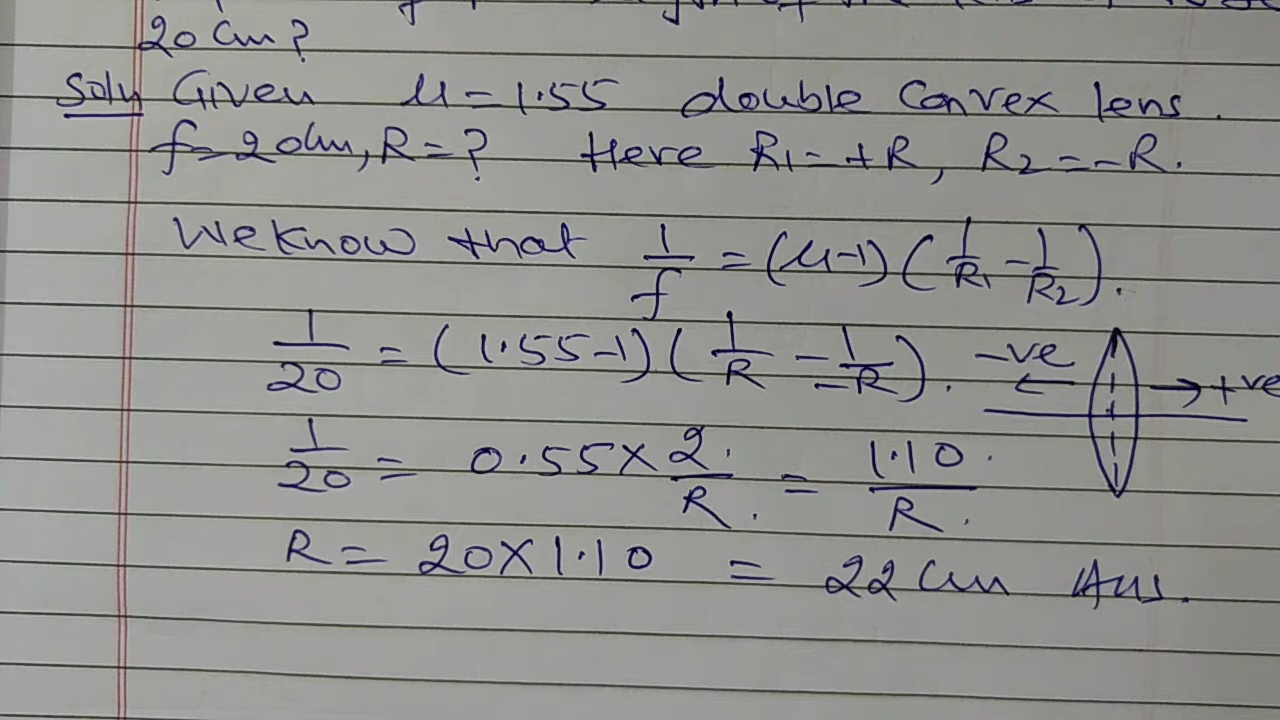 20 cm?
Soln Given μ = 1.55 double convex lens.
f = 20cm, R = ? Here R1 = +R, R2 = -R.
We know that 1/f = (μ-1) (1/R1 - 1/R2).
1/20 = (1.55-1) (1/R - 1/-R). -ve ← → +ve
1/20 = 0.55 × 2/R. = 1.10/R.
R = 20 × 1.10 = 22 cm Ans.